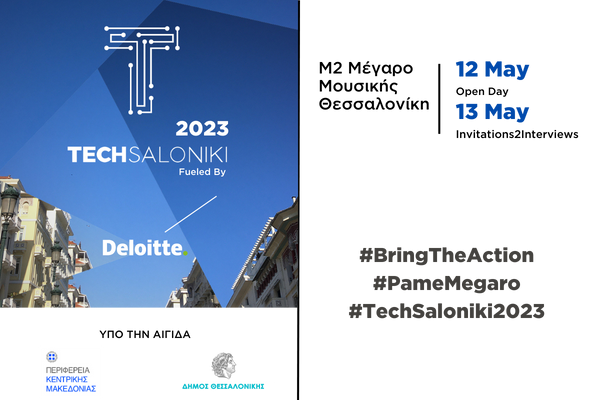 2023
TECHSALONIKI
Fueled By
Deloitte.
ΥΠΟ ΤΗΝ ΑΙΓΙΔΑ
ΠΕΡΙΦΕΡΕΙΑ
ΚΕΝΤΡΙΚΗΣ
ΜΑΚΕΔΟΝΙΑΣ
ΔΗΜΟΣ ΘΕΣΣΑΛΟΝΙΚΗΣ
M2 Μέγαρο
Μουσικής
Θεσσαλονίκη
12 May
Open Day
13 May
Invitations2Interviews
#BringTheAction
#PameMegaro
#TechSaloniki2023